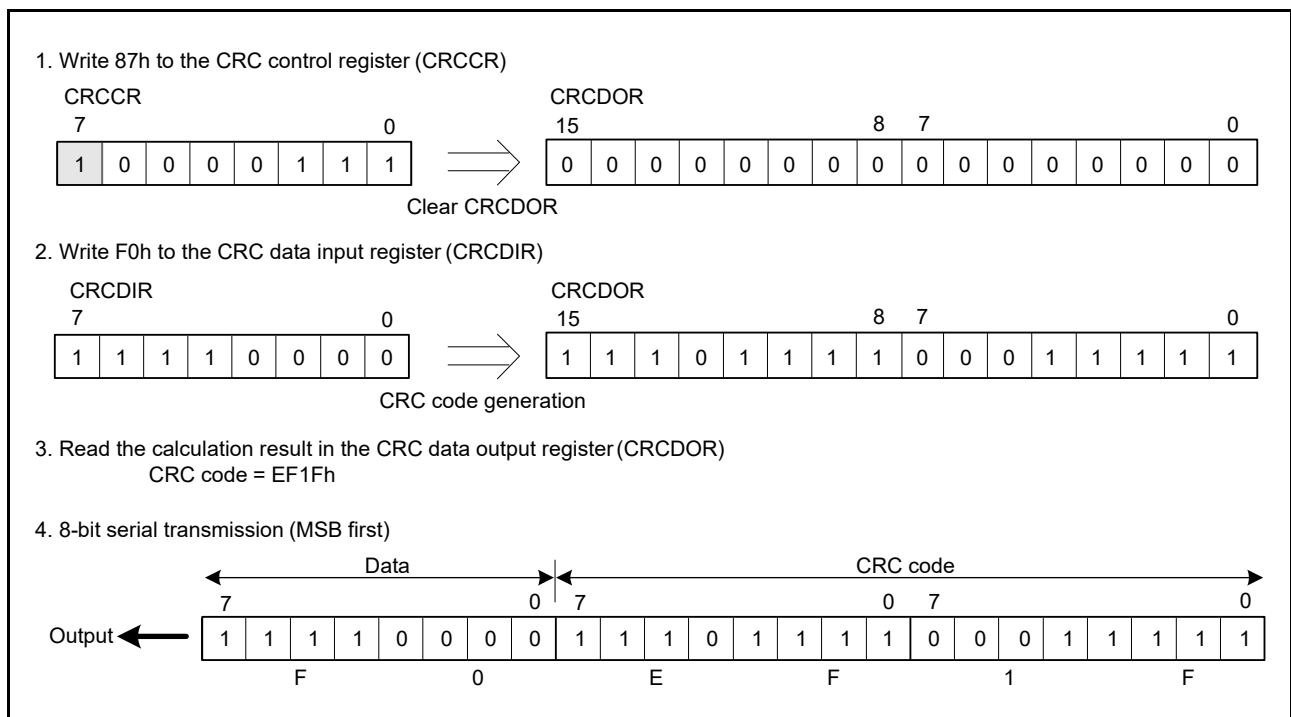 1. Write 87h to the CRC control register (CRCCR)
CRCCR CRCDOR
7 0 15 8 7 0
1 0 0 0 0 1 1 1 0 0 0 0 0 0 0 0 0 0 0 0 0 0 0 0
Clear CRCDOR
2. Write F0h to the CRC data input register (CRCDIR)
CRCDIR CRCDOR
7 0 15 8 7 0
1 1 1 1 0 0 0 0 1 1 1 0 1 1 1 1 0 0 0 1 1 1 1 1
CRC code generation
3. Read the calculation result in the CRC data output register (CRCDOR)
CRC code = EF1Fh
4. 8-bit serial transmission (MSB first)
Data CRC code
7 0 7 0 7 0
Output 1 1 1 1 0 0 0 0 1 1 1 0 1 1 1 1 0 0 0 1 1 1 1 1
F 0 E F 1 F